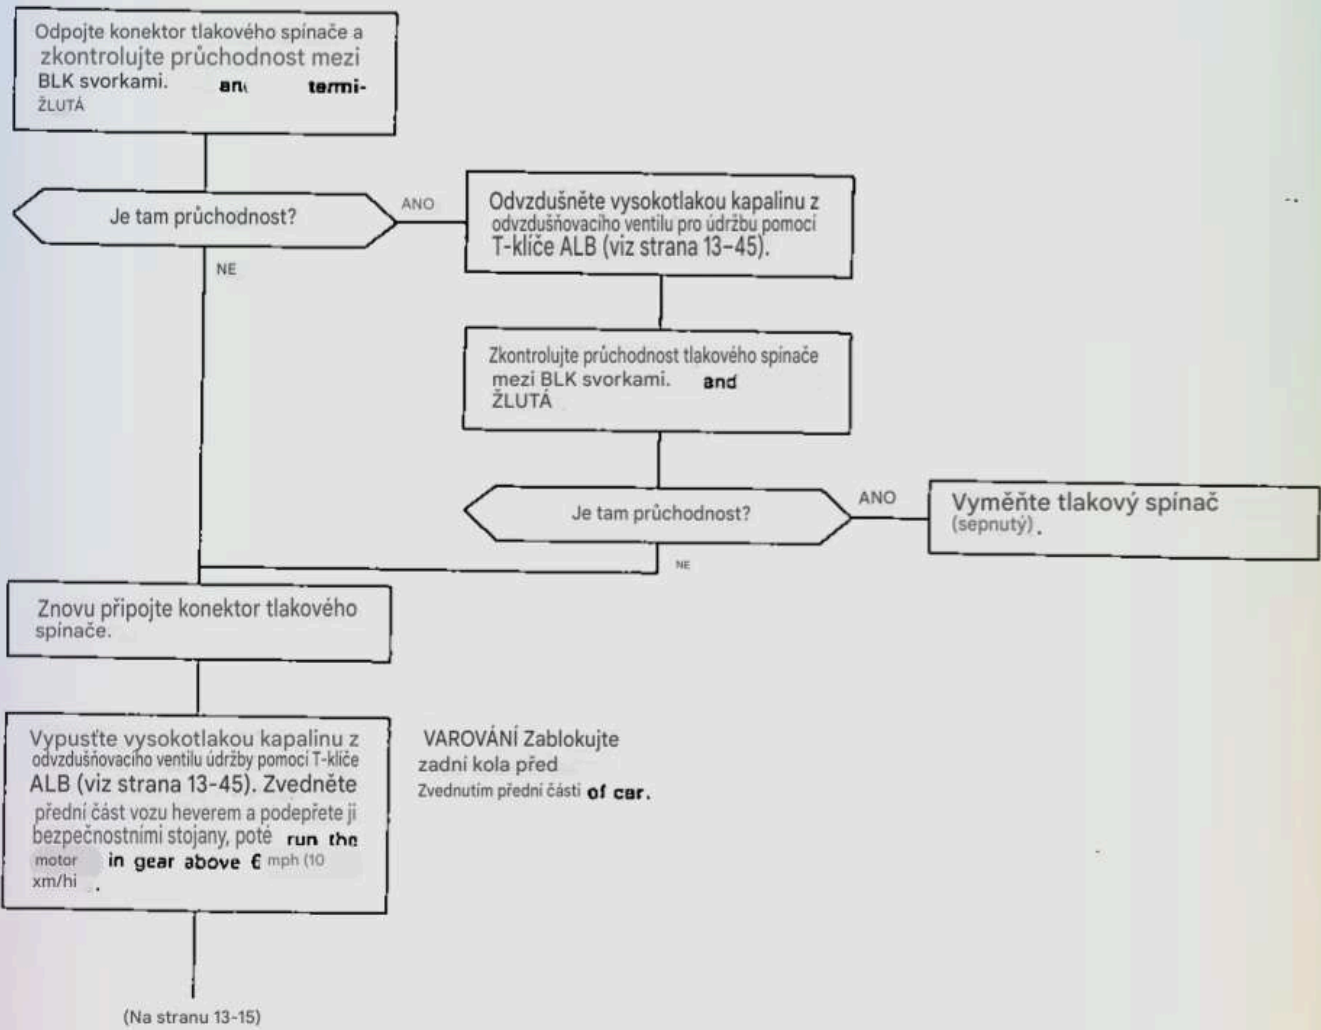 Odpojte konektor tlakového spínače a
zkontrolujte průchodnost mezi
BLK svorkami. an termi-
ŽLUTÁ
Je tam průchodnost?
ANO
Odvzdušněte vysokotlakou kapalinu z
odvzdušňovacího ventilu pro údržbu pomocí
T-klíče ALB (viz strana 13-45).
NE
Zkontrolujte průchodnost tlakového spínače
mezi BLK svorkami. and
ŽLUTÁ
Je tam průchodnost?
ANO
Vyměňte tlakový spínač
(sepnutý).
NE
Znovu připojte konektor tlakového
spínače.
Vypusťte vysokotlakou kapalinu z
odvzdušňovacího ventilu údržby pomocí T-klíče
ALB (viz strana 13-45). Zvedněte
přední část vozu heverem a podepřete ji
bezpečnostními stojany, poté run the
motor in gear above € mph (10
xm/hi .
VAROVÁNÍ Zablokujte
zadní kola před
Zvednutím přední části of car.
(Na stranu 13-15)